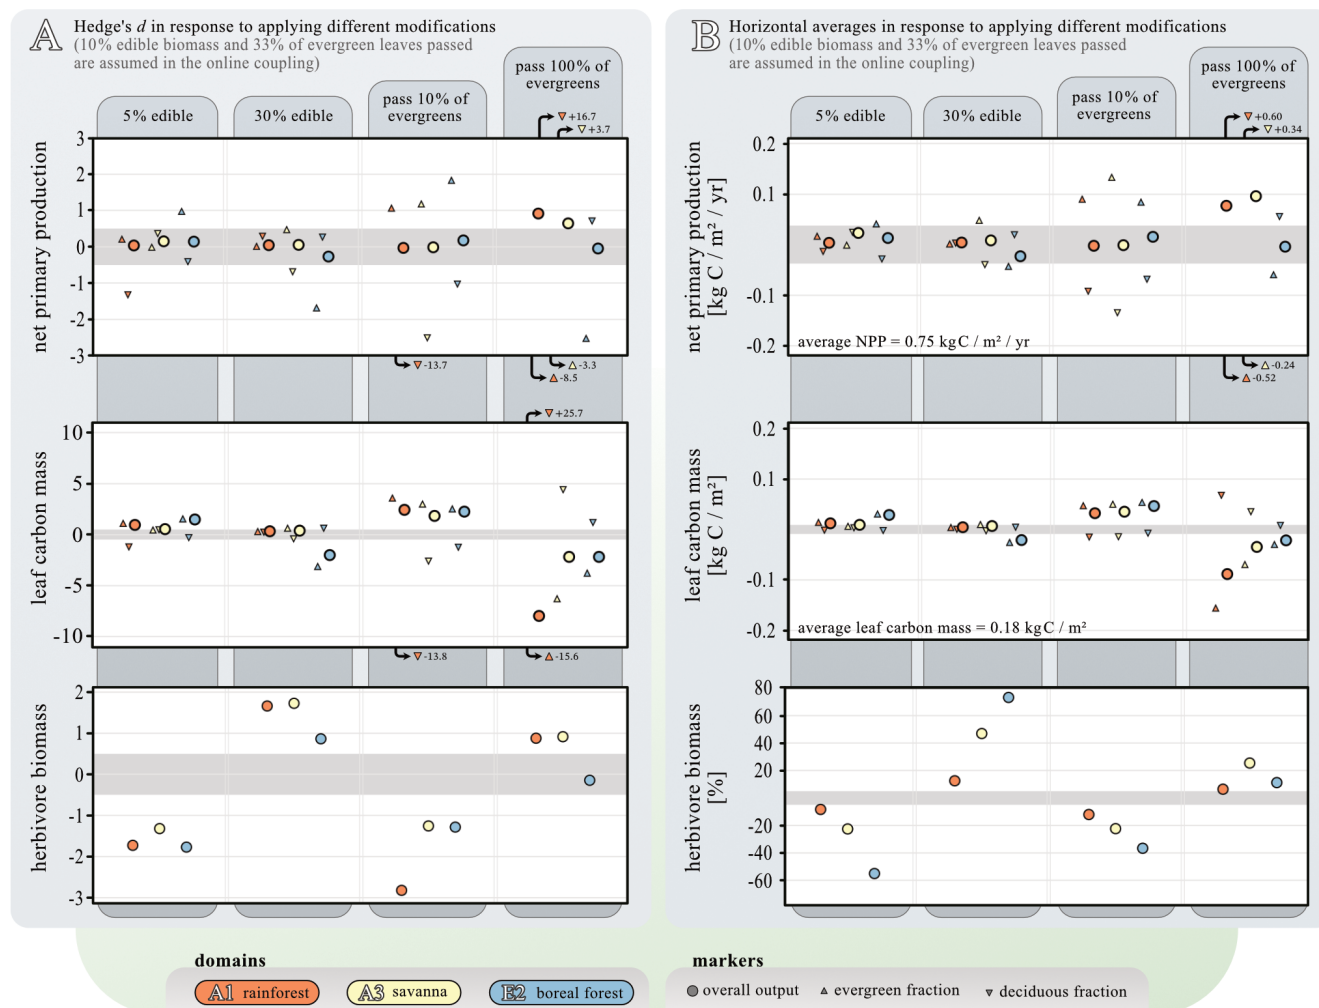 A
Hedge's d in response to applying different modifications
(10% edible biomass and 33% of evergreen leaves passed
are assumed in the online coupling)
5% edible
30% edible
pass 10% of
evergreens
pass 100% of
evergreens
+16.7
+3.7
net primary production
3
2
1
0
-1
-2
-3
-13.7
-3.3
-8.5
+25.7
leaf carbon mass
10
5
0
-5
-10
-13.8
-15.6
herbivore biomass
2
1
0
-1
-2
-3
B
Horizontal averages in response to applying different modifications
(10% edible biomass and 33% of evergreen leaves passed
are assumed in the online coupling)
5% edible
30% edible
pass 10% of
evergreens
pass 100% of
evergreens
+0.60
+0.34
net primary production
[kg C / m² / yr]
0.2
0.1
-0.1
-0.2
average NPP = 0.75 kgC / m² / yr
-0.24
-0.52
leaf carbon mass
[kg C / m²]
0.2
0.1
-0.1
-0.2
average leaf carbon mass = 0.18 kgC / m²
herbivore biomass
[%]
80
60
40
20
-20
-40
-60
domains
A1 rainforest
A3 savanna
E2 boreal forest
markers
overall output
evergreen fraction
deciduous fraction